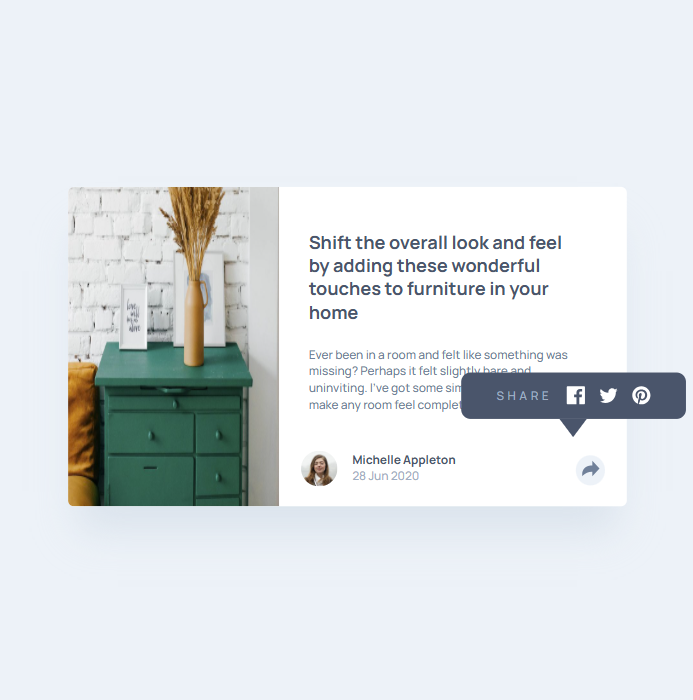 Shift the overall look and feel
by adding these wonderful
touches to furniture in your
home
Ever been in a room and felt like something was
missing? Perhaps it felt slightly bare and
uninviting. I've got some sim
make any room feel complet
SHARE
Michelle Appleton
28 Jun 2020